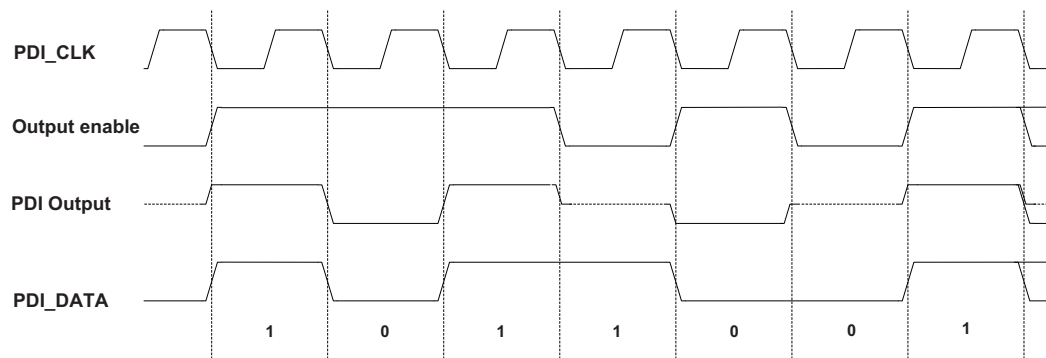 PDI_CLK
Output enable
PDI Output
PDI_DATA
1 0 1 1 0 0 1